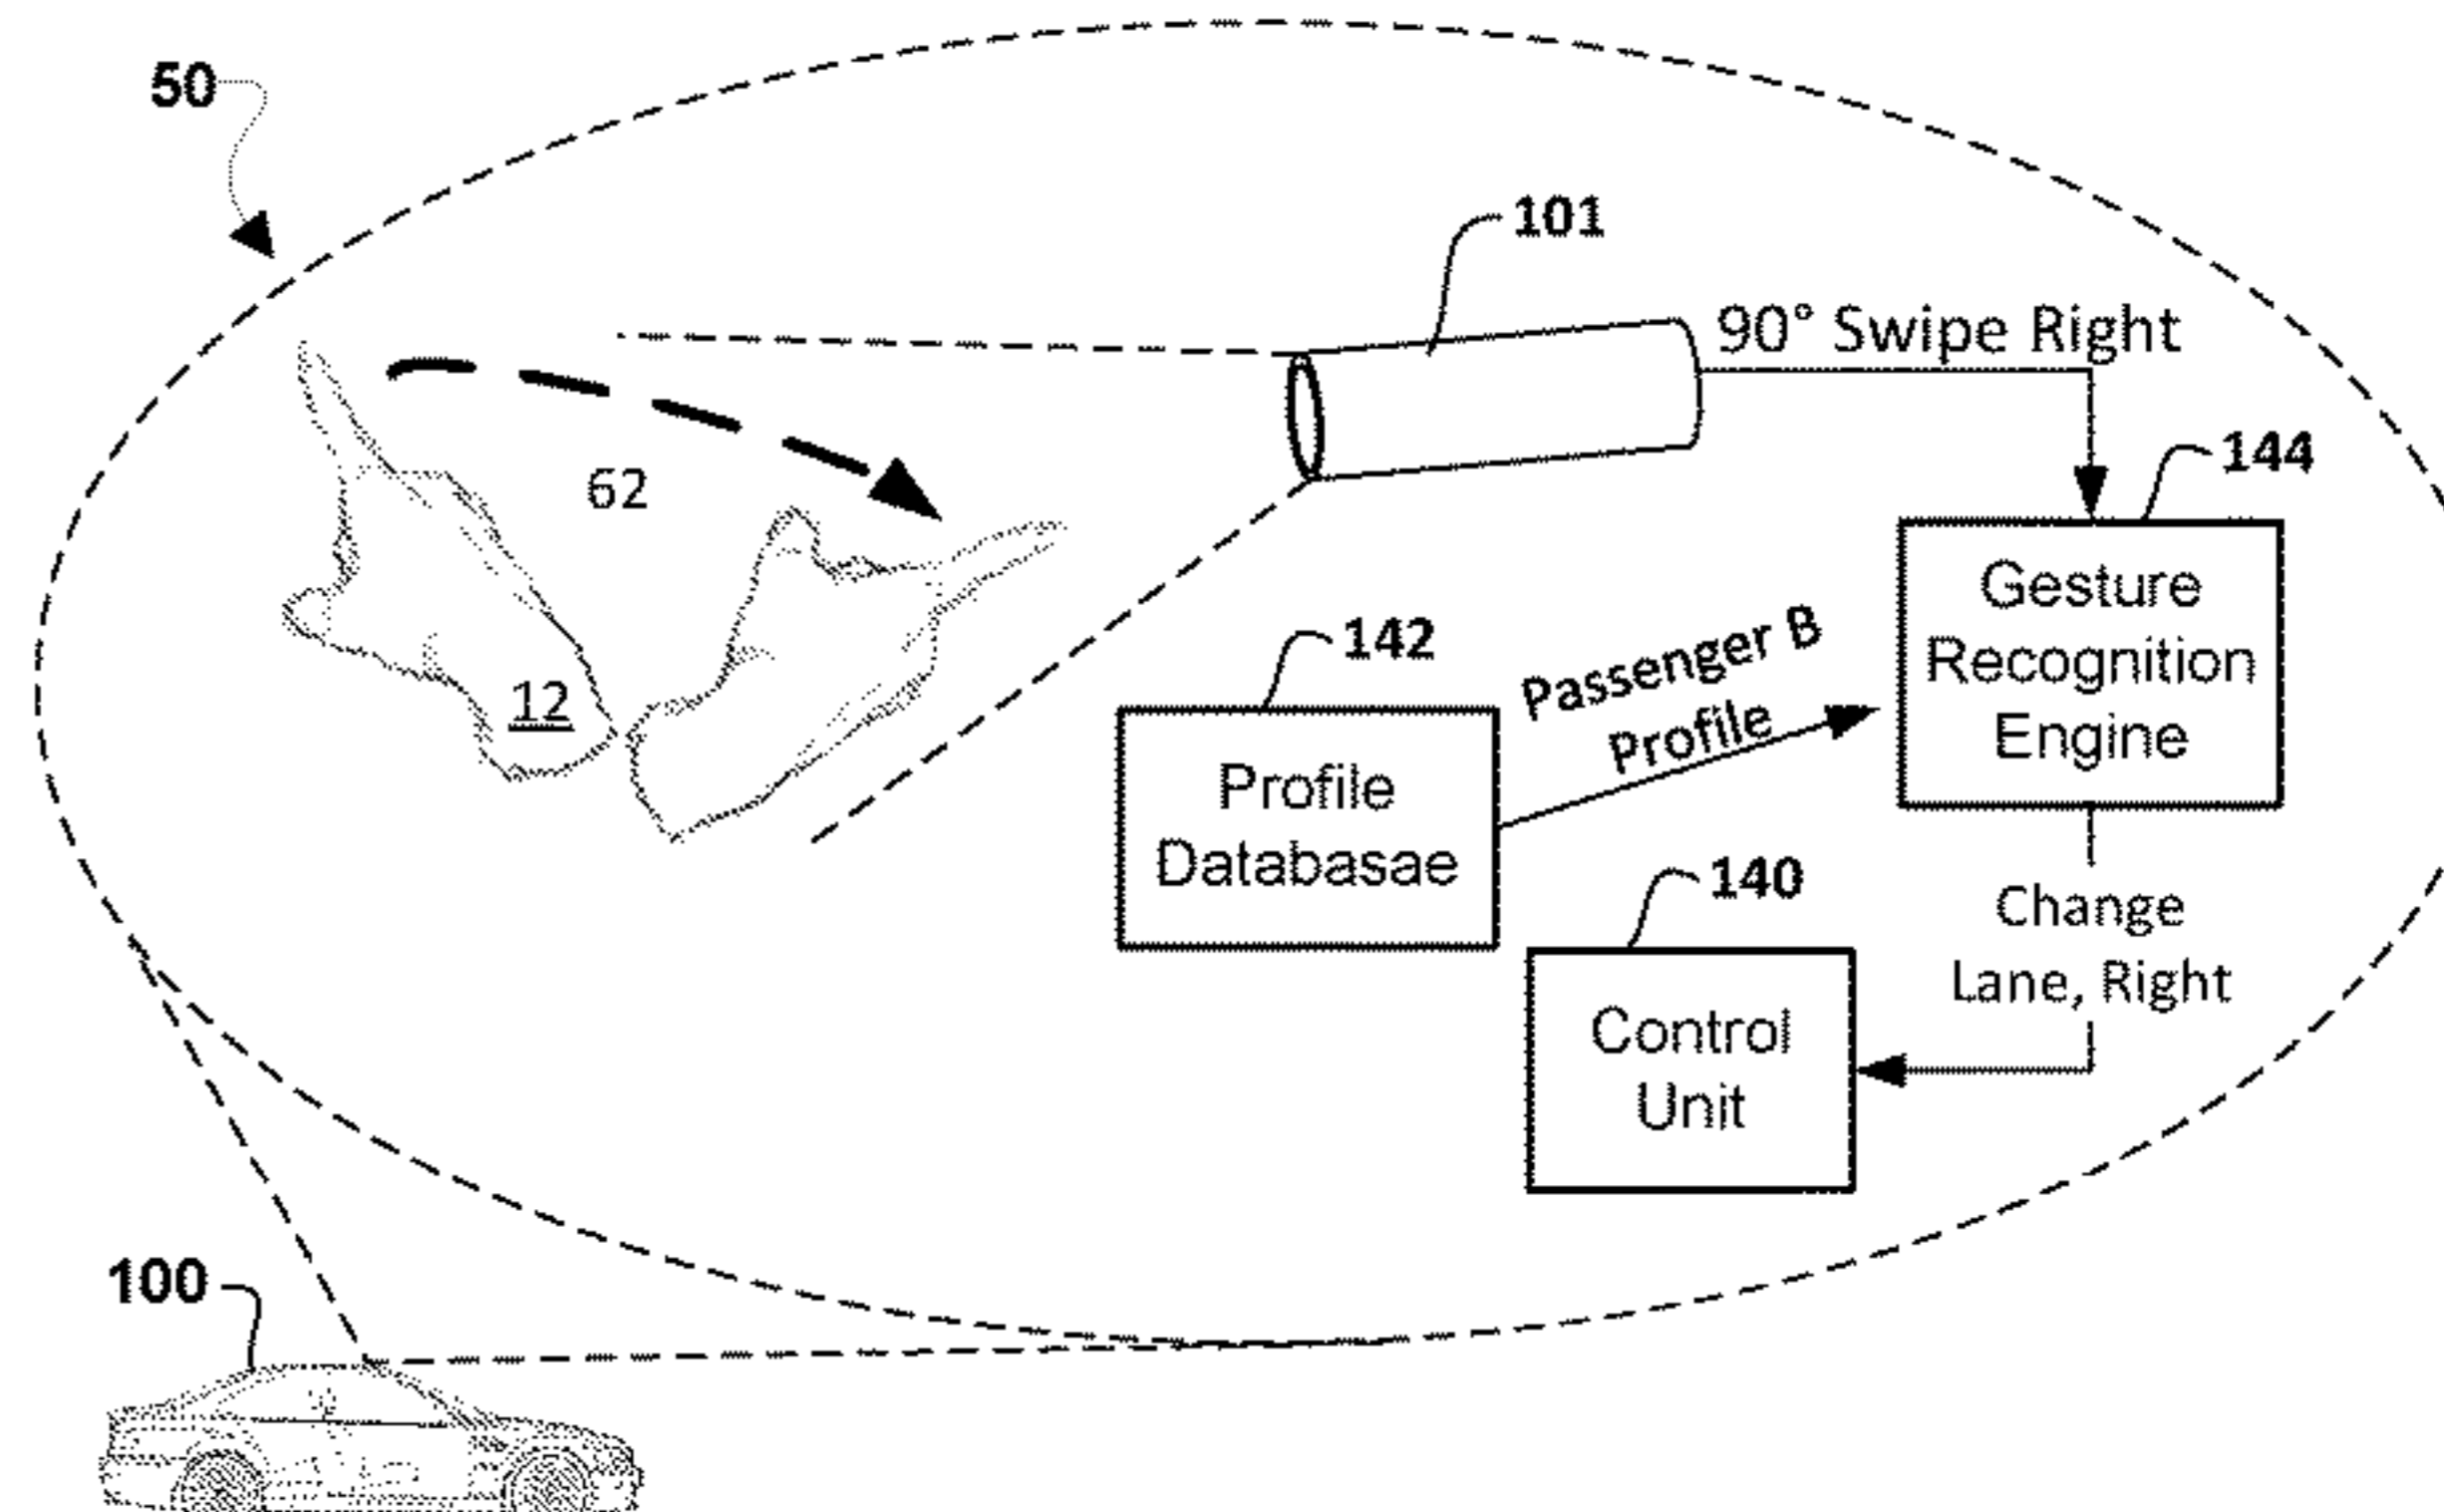 50
101
90° Swipe Right
144
62
Gesture
Recognition
Engine
142
Passenger B
Profile
12
Profile
Databasae
140
Change
Lane, Right
Control
Unit
100